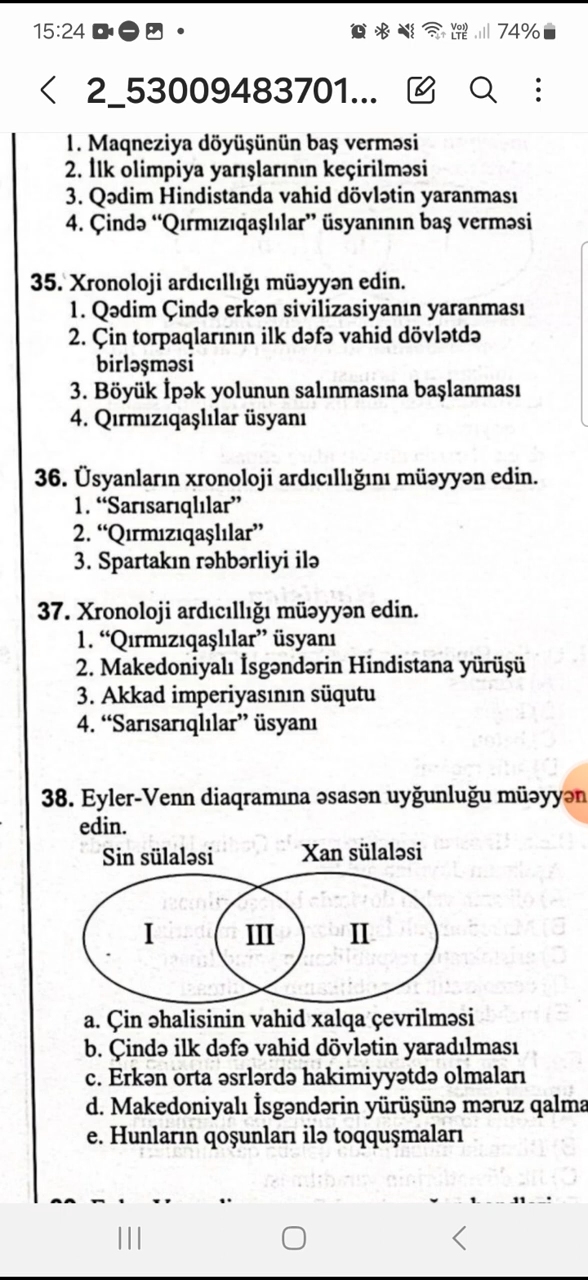 15:24
Vo)) LTE 74%
2_53009483701...
1. Maqneziya döyüşünün baş verməsi
2. İlk olimpiya yarışlarının keçirilməsi
3. Qədim Hindistanda vahid dövlətin yaranması
4. Çində “Qırmızıqaşlılar” üsyanının baş verməsi
35. Xronoloji ardıcıllığı müəyyən edin.
1. Qədim Çində erkən sivilizasiyanın yaranması
2. Çin torpaqlarının ilk dəfə vahid dövlətdə
birləşməsi
3. Böyük İpək yolunun salınmasına başlanması
4. Qırmızıqaşlılar üsyanı
36. Üsyanların xronoloji ardıcıllığını müəyyən edin.
1. “Sarısarıqlılar”
2. “Qırmızıqaşlılar”
3. Spartakın rəhbərliyi ilə
37. Xronoloji ardıcıllığı müəyyən edin.
1. “Qırmızıqaşlılar” üsyanı
2. Makedoniyalı İsgəndərin Hindistana yürüşü
3. Akkad imperiyasının süqutu
4. “Sarısarıqlılar” üsyanı
38. Eyler-Venn diaqramına əsasən uyğunluğu müəyyən
edin.
Sin sülaləsi Xan sülaləsi
I III II
a. Çin əhalisinin vahid xalqa çevrilməsi
b. Çində ilk dəfə vahid dövlətin yaradılması
c. Erkən orta əsrlərdə hakimiyyətdə olmaları
d. Makedoniyalı İsgəndərin yürüşünə məruz qalma
e. Hunların qoşunları ilə toqquşmaları